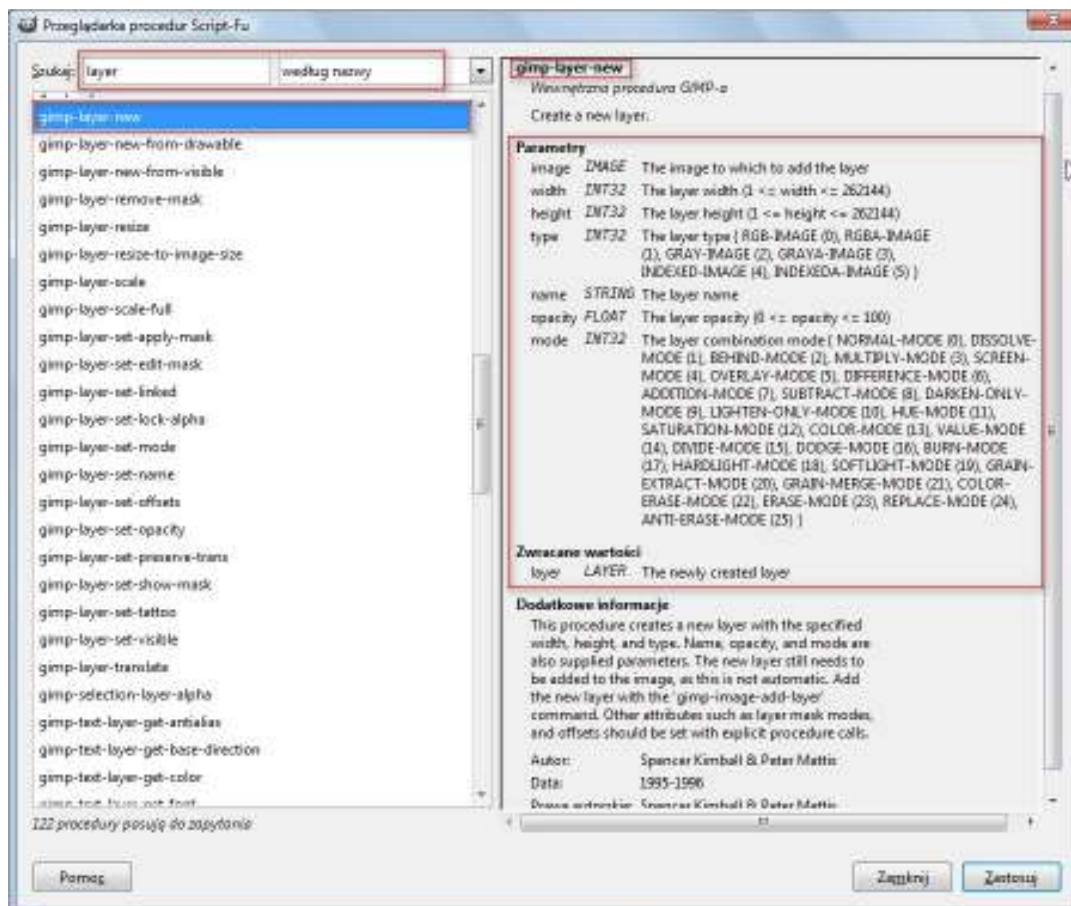 Przeglądarka procedur Script-Fu
Szukaj: layer według nazwy
gimp-layer-new
gimp-layer-new-from-drawable
gimp-layer-new-from-visible
gimp-layer-remove-mask
gimp-layer-resize
gimp-layer-resize-to-image-size
gimp-layer-scale
gimp-layer-scale-full
gimp-layer-set-apply-mask
gimp-layer-set-edit-mask
gimp-layer-set-linked
gimp-layer-set-lock-alpha
gimp-layer-set-mode
gimp-layer-set-name
gimp-layer-set-offsets
gimp-layer-set-opacity
gimp-layer-set-preserve-trans
gimp-layer-set-show-mask
gimp-layer-set-tattoo
gimp-layer-set-visible
gimp-layer-translate
gimp-selection-layer-alpha
gimp-text-layer-get-antialias
gimp-text-layer-get-base-direction
gimp-text-layer-get-color
gimp-text-layer-get-font
122 procedury pasują do zapytania
gimp-layer-new
Wewnętrzna procedura GIMP-a
Create a new layer.
Parametry
image IMAGE The image to which to add the layer
width INT32 The layer width (1 <= width <= 262144)
height INT32 The layer height (1 <= height <= 262144)
type INT32 The layer type { RGB-IMAGE (0), RGBA-IMAGE
(1), GRAY-IMAGE (2), GRAYA-IMAGE (3),
INDEXED-IMAGE (4), INDEXEDA-IMAGE (5) }
name STRING The layer name
opacity FLOAT The layer opacity (0 <= opacity <= 100)
mode INT32 The layer combination mode { NORMAL-MODE (0), DISSOLVE-
MODE (1), BEHIND-MODE (2), MULTIPLY-MODE (3), SCREEN-
MODE (4), OVERLAY-MODE (5), DIFFERENCE-MODE (6),
ADDITION-MODE (7), SUBTRACT-MODE (8), DARKEN-ONLY-
MODE (9), LIGHTEN-ONLY-MODE (10), HUE-MODE (11),
SATURATION-MODE (12), COLOR-MODE (13), VALUE-MODE
(14), DIVIDE-MODE (15), DODGE-MODE (16), BURN-MODE
(17), HARDLIGHT-MODE (18), SOFTLIGHT-MODE (19), GRAIN-
EXTRACT-MODE (20), GRAIN-MERGE-MODE (21), COLOR-
ERASE-MODE (22), ERASE-MODE (23), REPLACE-MODE (24),
ANTI-ERASE-MODE (25) }
Zwracane wartości
layer LAYER The newly created layer
Dodatkowe informacje
This procedure creates a new layer with the specified
width, height, and type. Name, opacity, and mode are
also supplied parameters. The new layer still needs to
be added to the image, as this is not automatic. Add
the new layer with the 'gimp-image-add-layer'
command. Other attributes such as layer mask modes,
and offsets should be set with explicit procedure calls.
Autor: Spencer Kimball & Peter Mattis
Data: 1995-1996
Prawa autorskie: Spencer Kimball & Peter Mattis
Pomoc
Zamknij
Zastosuj